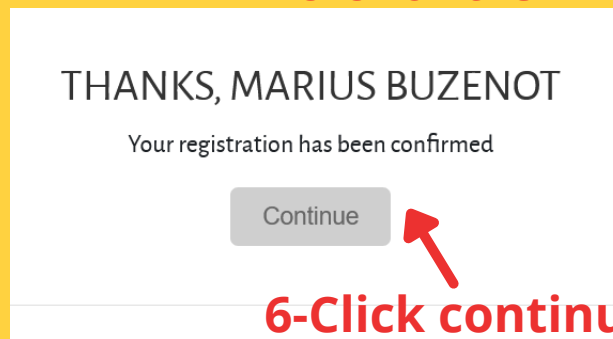 THANKS, MARIUS BUZENOT
Your registration has been confirmed
Continue
6-Click continu